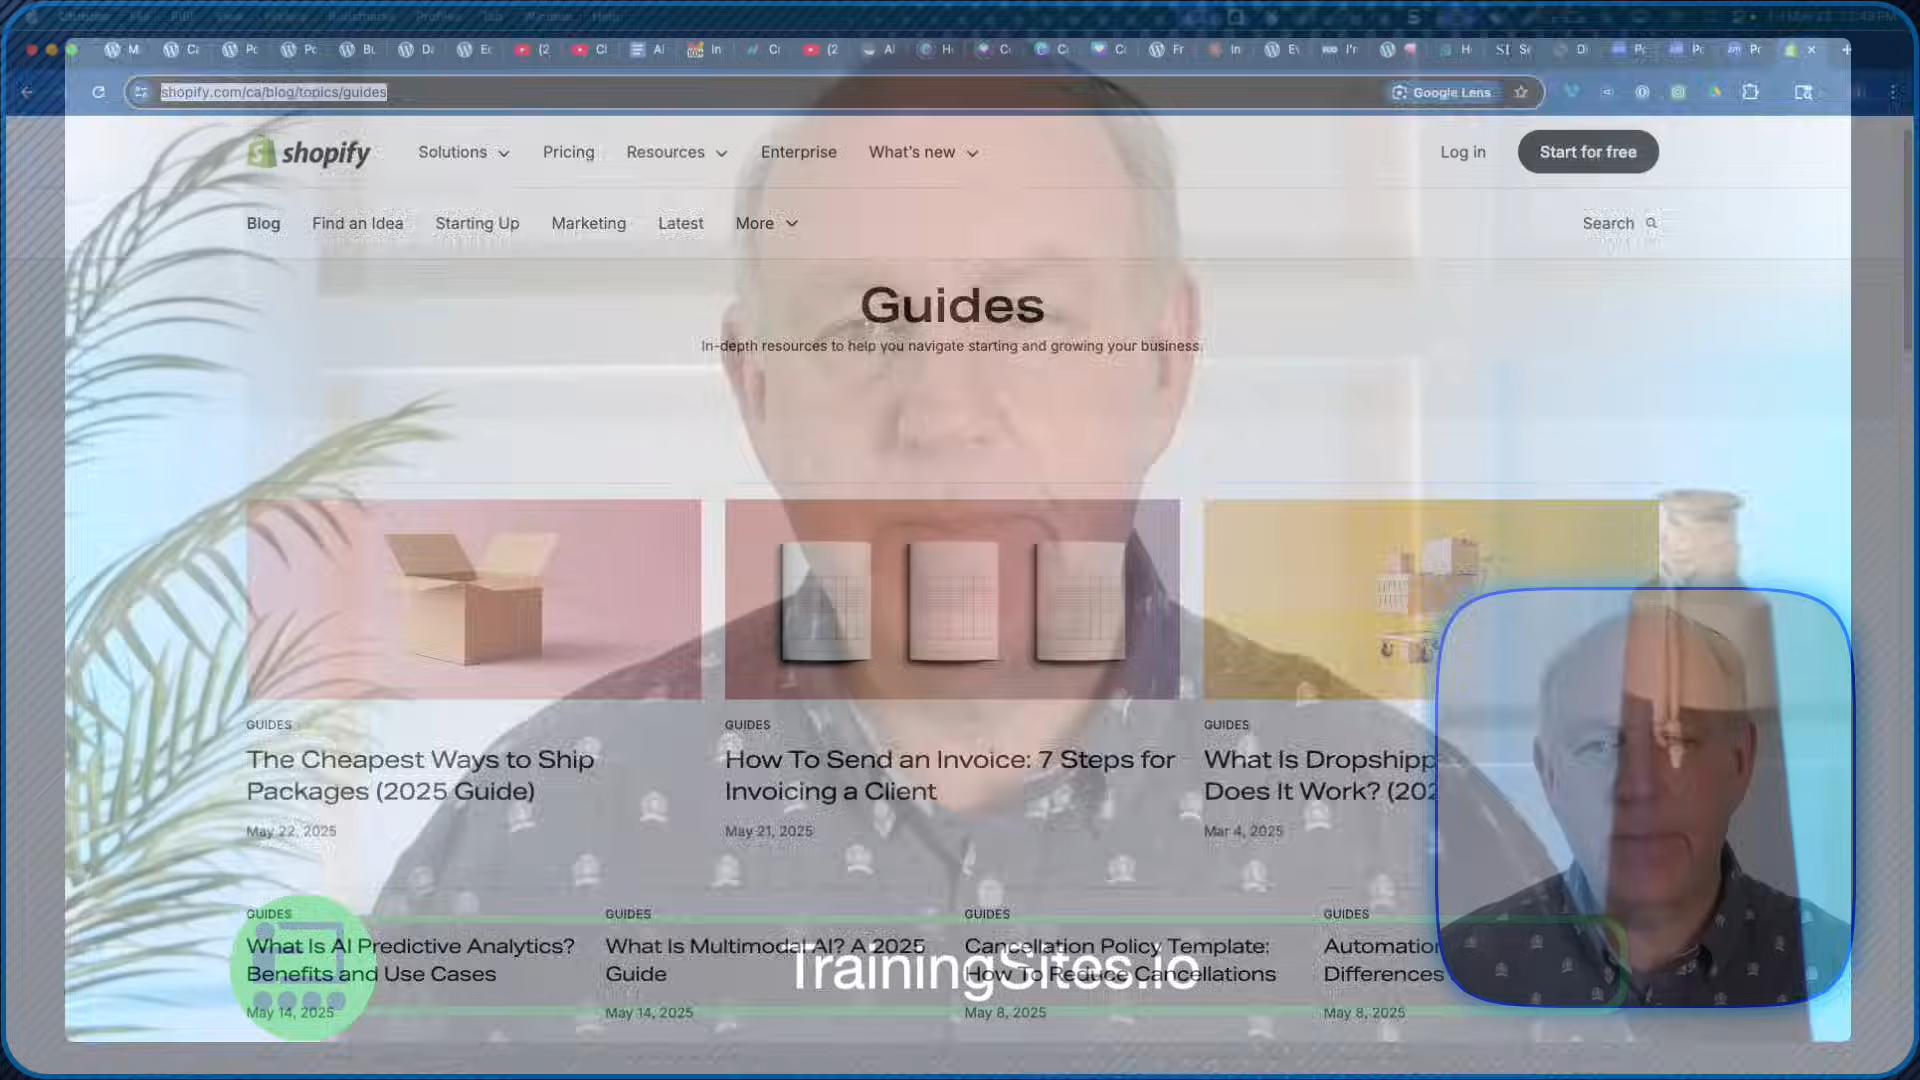 shopify.com/ca/blog/topics/guides
Google Lens
shopify
Solutions
Pricing
Resources
Enterprise
What's new
Log in
Start for free
Blog
Find an Idea
Starting Up
Marketing
Latest
More
Search
Guides
In-depth resources to help you navigate starting and growing your business.
GUIDES
The Cheapest Ways to Ship
Packages (2025 Guide)
May 22, 2025
GUIDES
How To Send an Invoice: 7 Steps for
Invoicing a Client
May 21, 2025
GUIDES
What Is Dropshipp
Does It Work? (202
Mar 4, 2025
GUIDES
What Is AI Predictive Analytics?
Benefits and Use Cases
May 14, 2025
GUIDES
What Is Multimodal AI? A 2025
Guide
May 14, 2025
GUIDES
Cancellation Policy Template:
How To Reduce Cancellations
May 8, 2025
GUIDES
Automation
Differences
May 8, 2025
TrainingSites.io